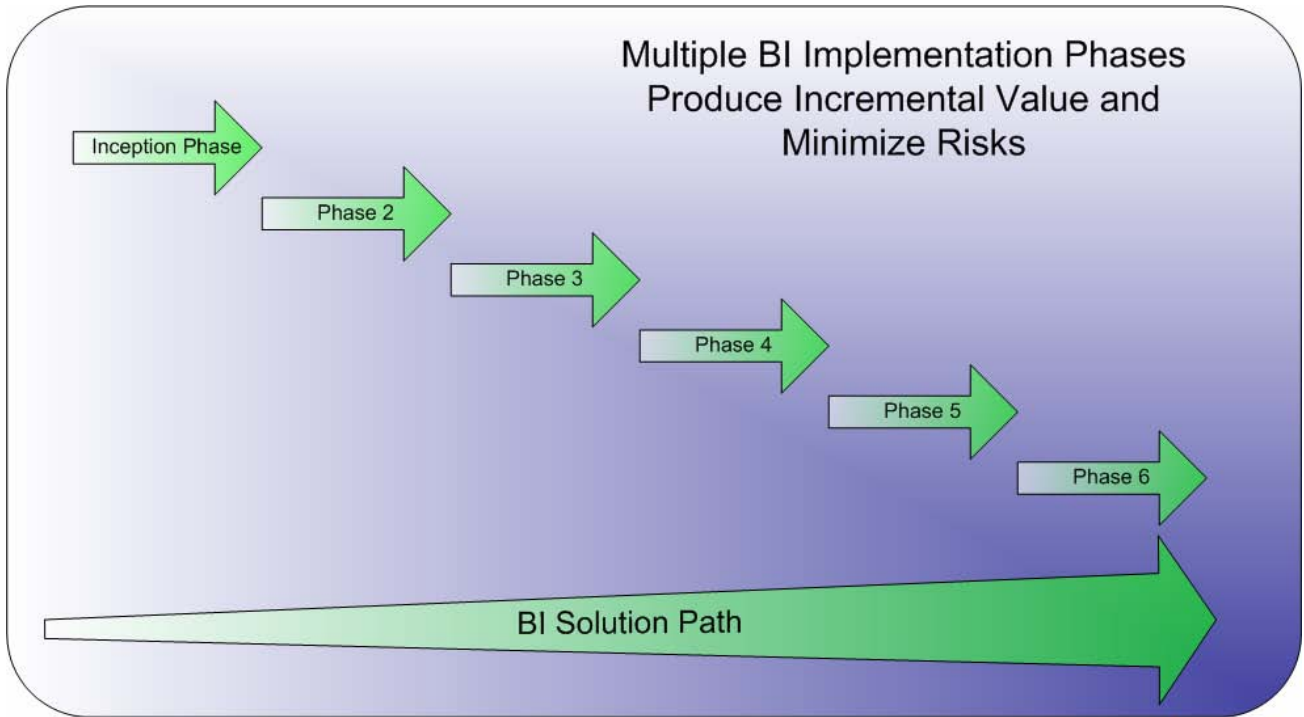 Multiple BI Implementation Phases
Produce Incremental Value and
Minimize Risks
Inception Phase
Phase 2
Phase 3
Phase 4
Phase 5
Phase 6
BI Solution Path